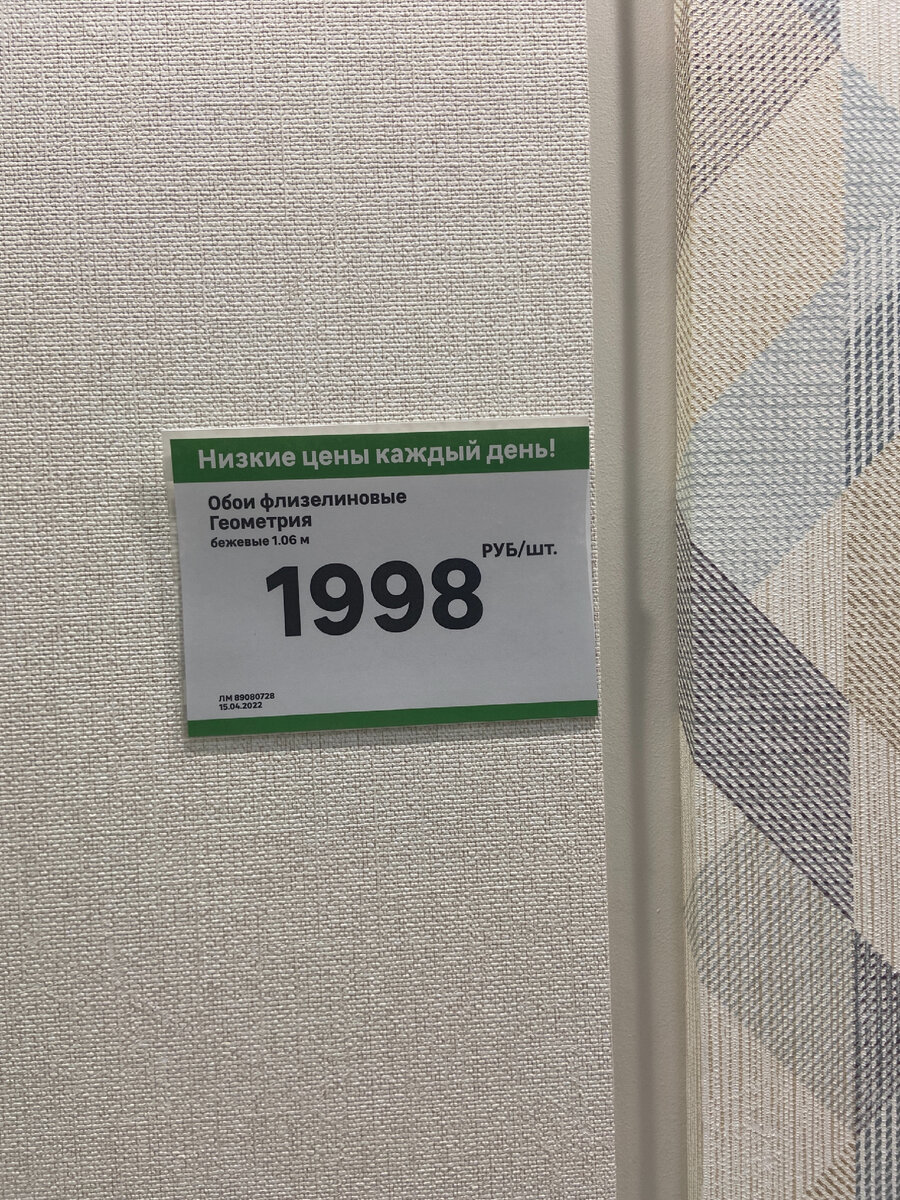 Низкие цены каждый день!
Обои флизелиновые
Геометрия
бежевые 1.06 м
РУБ/шт.
1998
ЛМ 89080728
15.04.2022